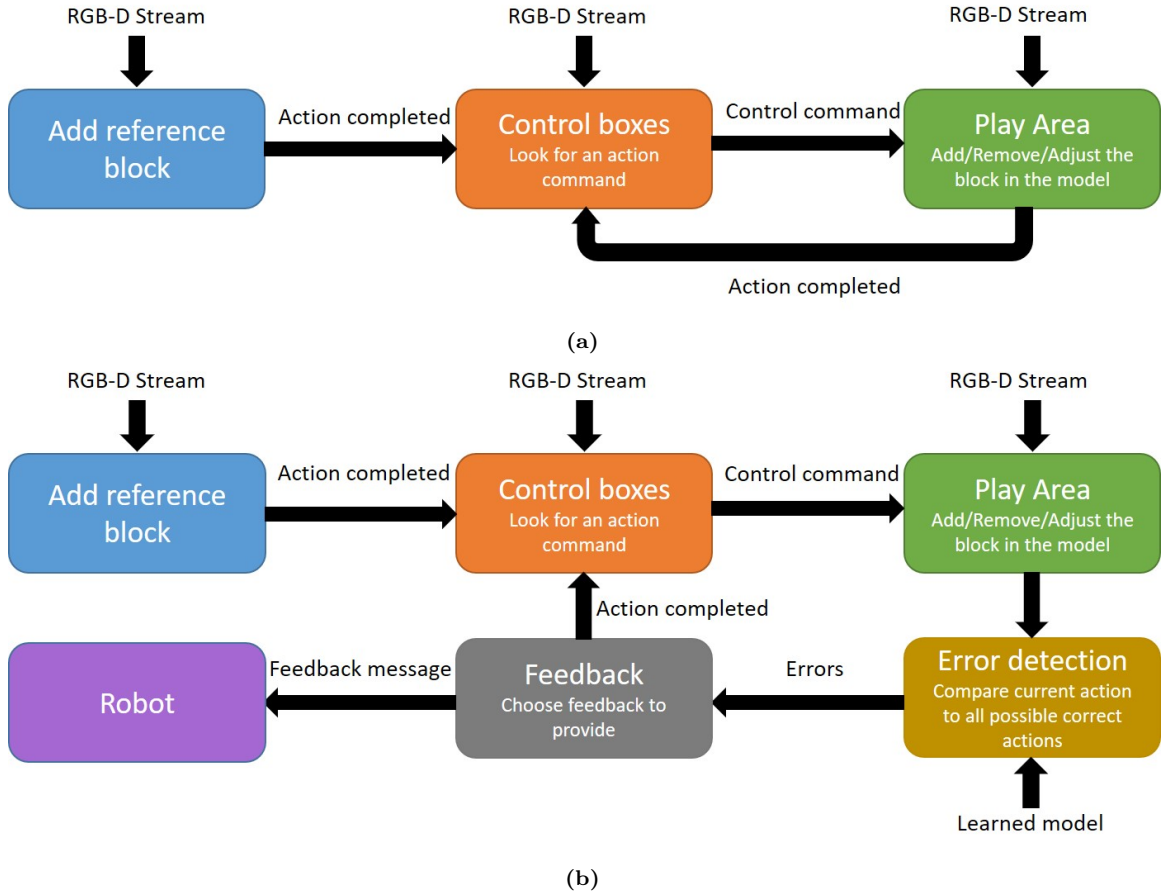 RGB-D Stream
RGB-D Stream
RGB-D Stream
Add reference
block
Action completed
Control boxes
Look for an action
command
Control command
Play Area
Add/Remove/Adjust the
block in the model
Action completed
(a)
RGB-D Stream
RGB-D Stream
RGB-D Stream
Add reference
block
Action completed
Control boxes
Look for an action
command
Control command
Play Area
Add/Remove/Adjust the
block in the model
Action completed
Robot
Feedback message
Feedback
Choose feedback to
provide
Errors
Error detection
Compare current action
to all possible correct
actions
Learned model
(b)